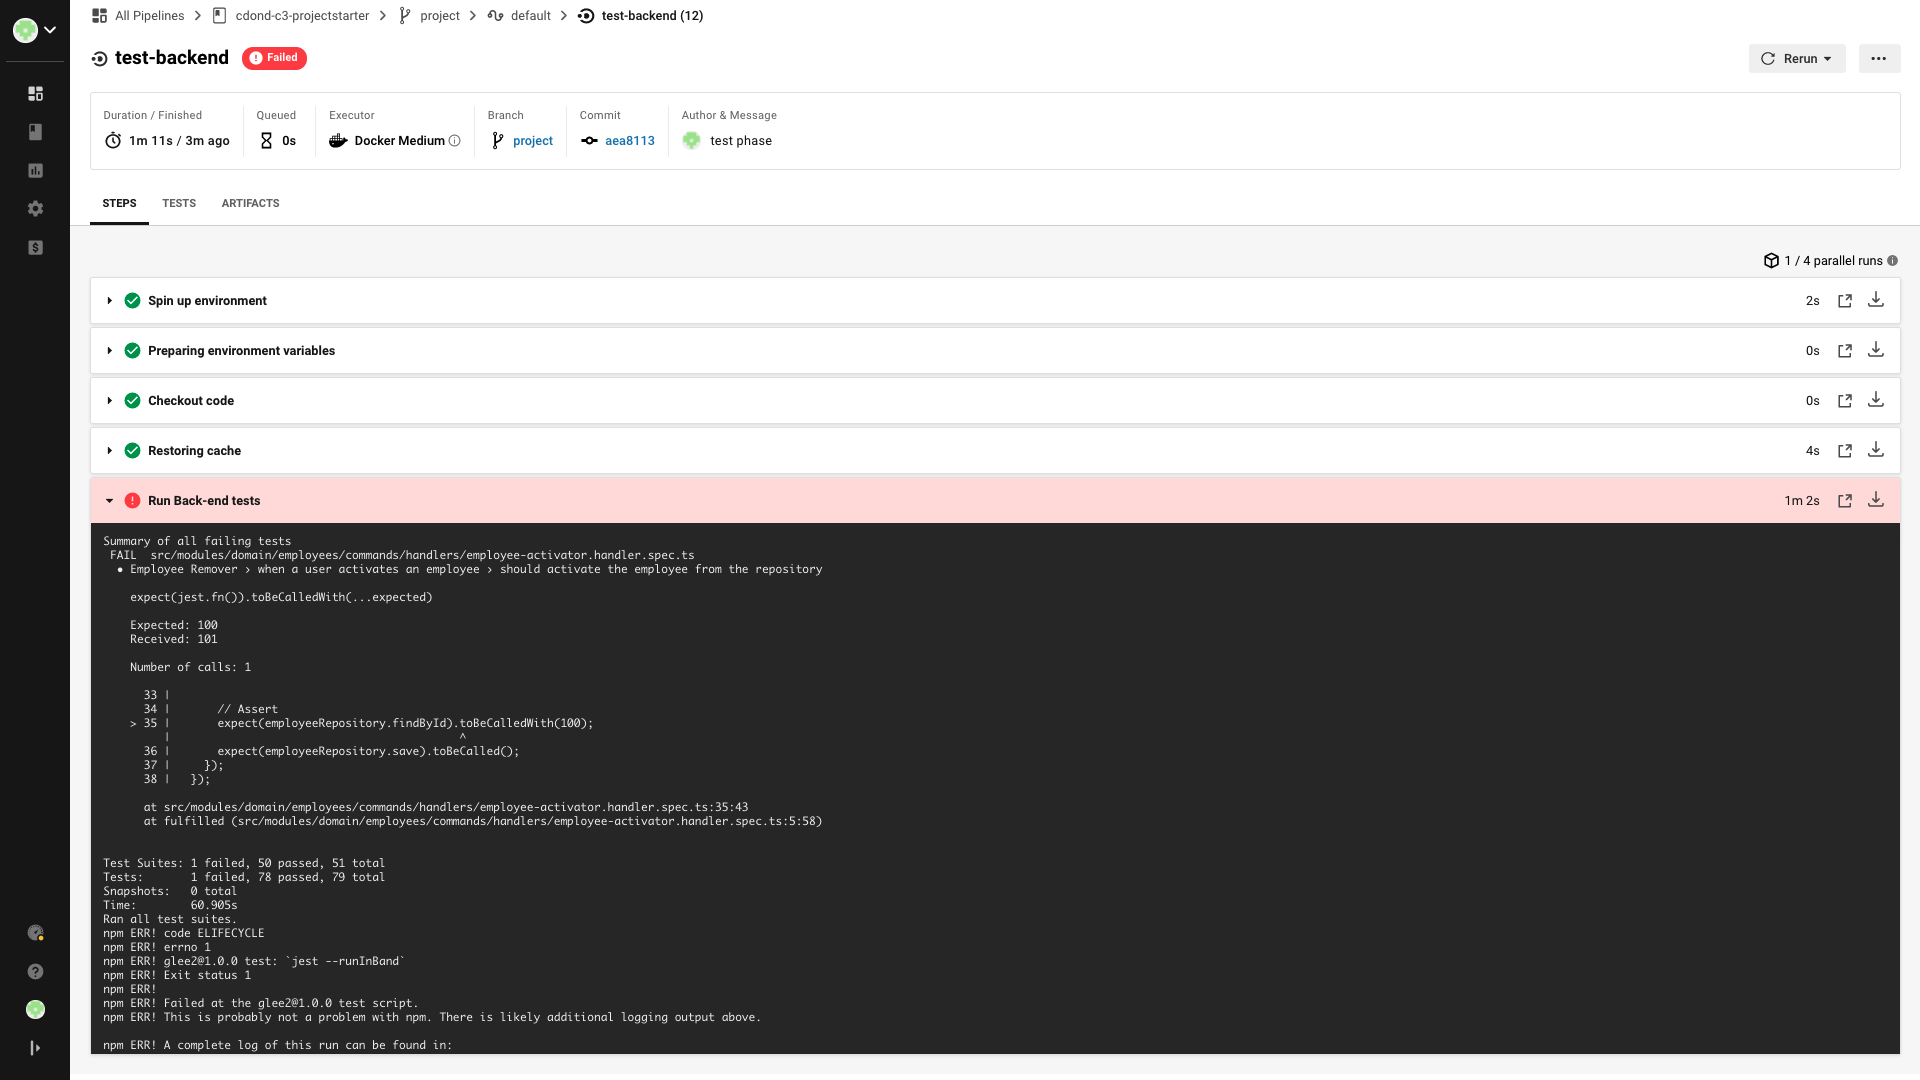 All Pipelines cdond-c3-projectstarter project default test-backend (12)
test-backend Failed
Rerun
Duration / Finished
1m 11s / 3m ago
Queued
0s
Executor
Docker Medium
Branch
project
Commit
aea8113
Author & Message
test phase
STEPS TESTS ARTIFACTS
1 / 4 parallel runs
Spin up environment 2s
Preparing environment variables 0s
Checkout code 0s
Restoring cache 4s
Run Back-end tests 1m 2s
Summary of all failing tests
FAIL  src/modules/domain/employees/commands/handlers/employee-activator.handler.spec.ts
● Employee Remover › when a user activates an employee › should activate the employee from the repository
expect(jest.fn()).toBeCalledWith(...expected)
Expected: 100
Received: 101
Number of calls: 1
33 |
34 |       // Assert
> 35 |       expect(employeeRepository.findById).toBeCalledWith(100);
|                                           ^
36 |       expect(employeeRepository.save).toBeCalled();
37 |     });
38 |   });
at src/modules/domain/employees/commands/handlers/employee-activator.handler.spec.ts:35:43
at fulfilled (src/modules/domain/employees/commands/handlers/employee-activator.handler.spec.ts:5:58)
Test Suites: 1 failed, 50 passed, 51 total
Tests:       1 failed, 78 passed, 79 total
Snapshots:   0 total
Time:        60.905s
Ran all test suites.
npm ERR! code ELIFECYCLE
npm ERR! errno 1
npm ERR! glee2@1.0.0 test: `jest --runInBand`
npm ERR! Exit status 1
npm ERR!
npm ERR! Failed at the glee2@1.0.0 test script.
npm ERR! This is probably not a problem with npm. There is likely additional logging output above.
npm ERR! A complete log of this run can be found in: